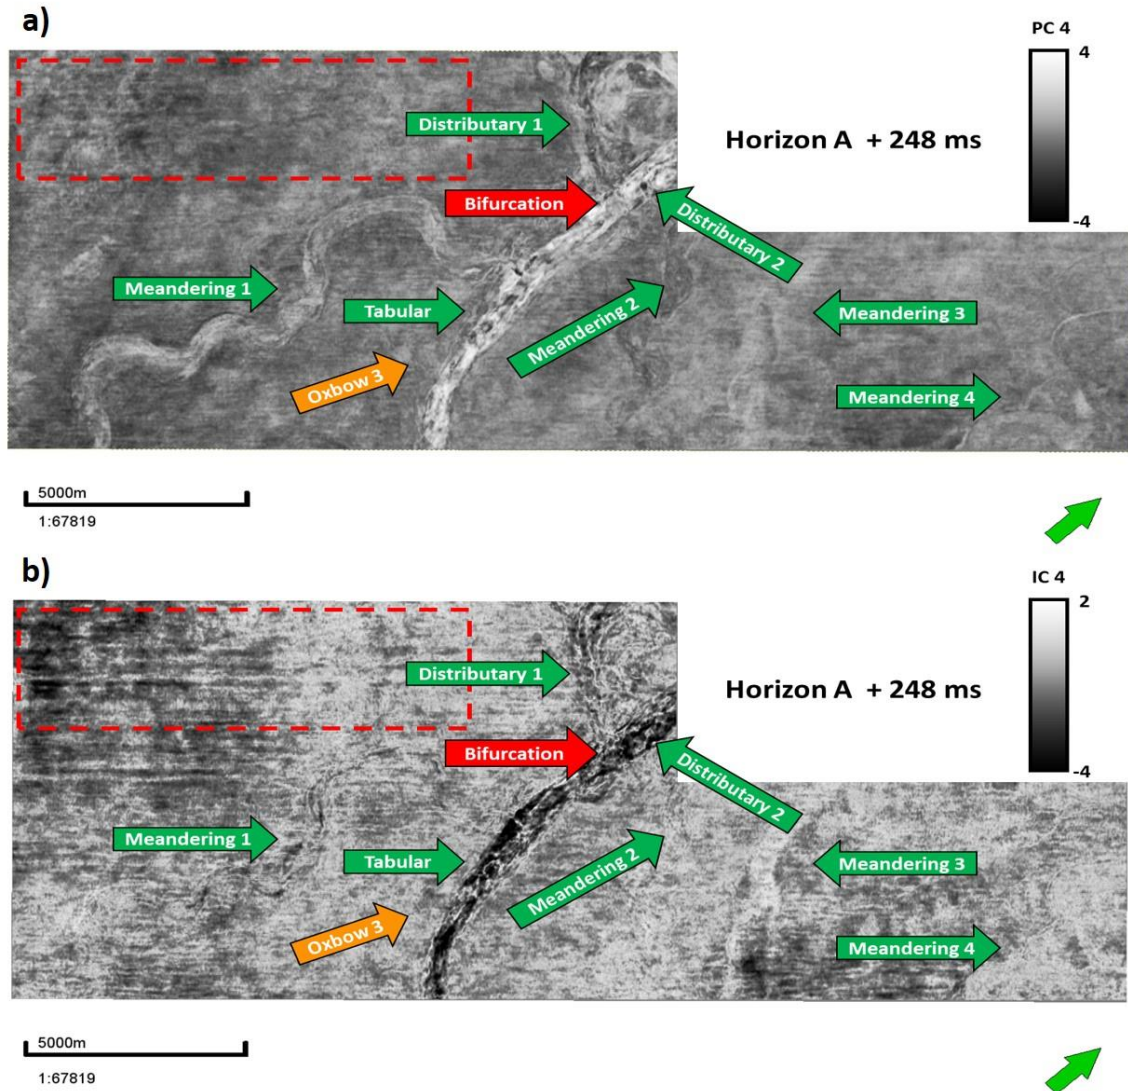 a)
PC 4
4
-4
Horizon A + 248 ms
Distributary 1
Bifurcation
Distributary 2
Meandering 1
Tabular
Meandering 2
Meandering 3
Oxbow 3
Meandering 4
5000m
1:67819
b)
IC 4
2
-4
Horizon A + 248 ms
Distributary 1
Bifurcation
Distributary 2
Meandering 1
Tabular
Meandering 2
Meandering 3
Oxbow 3
Meandering 4
5000m
1:67819